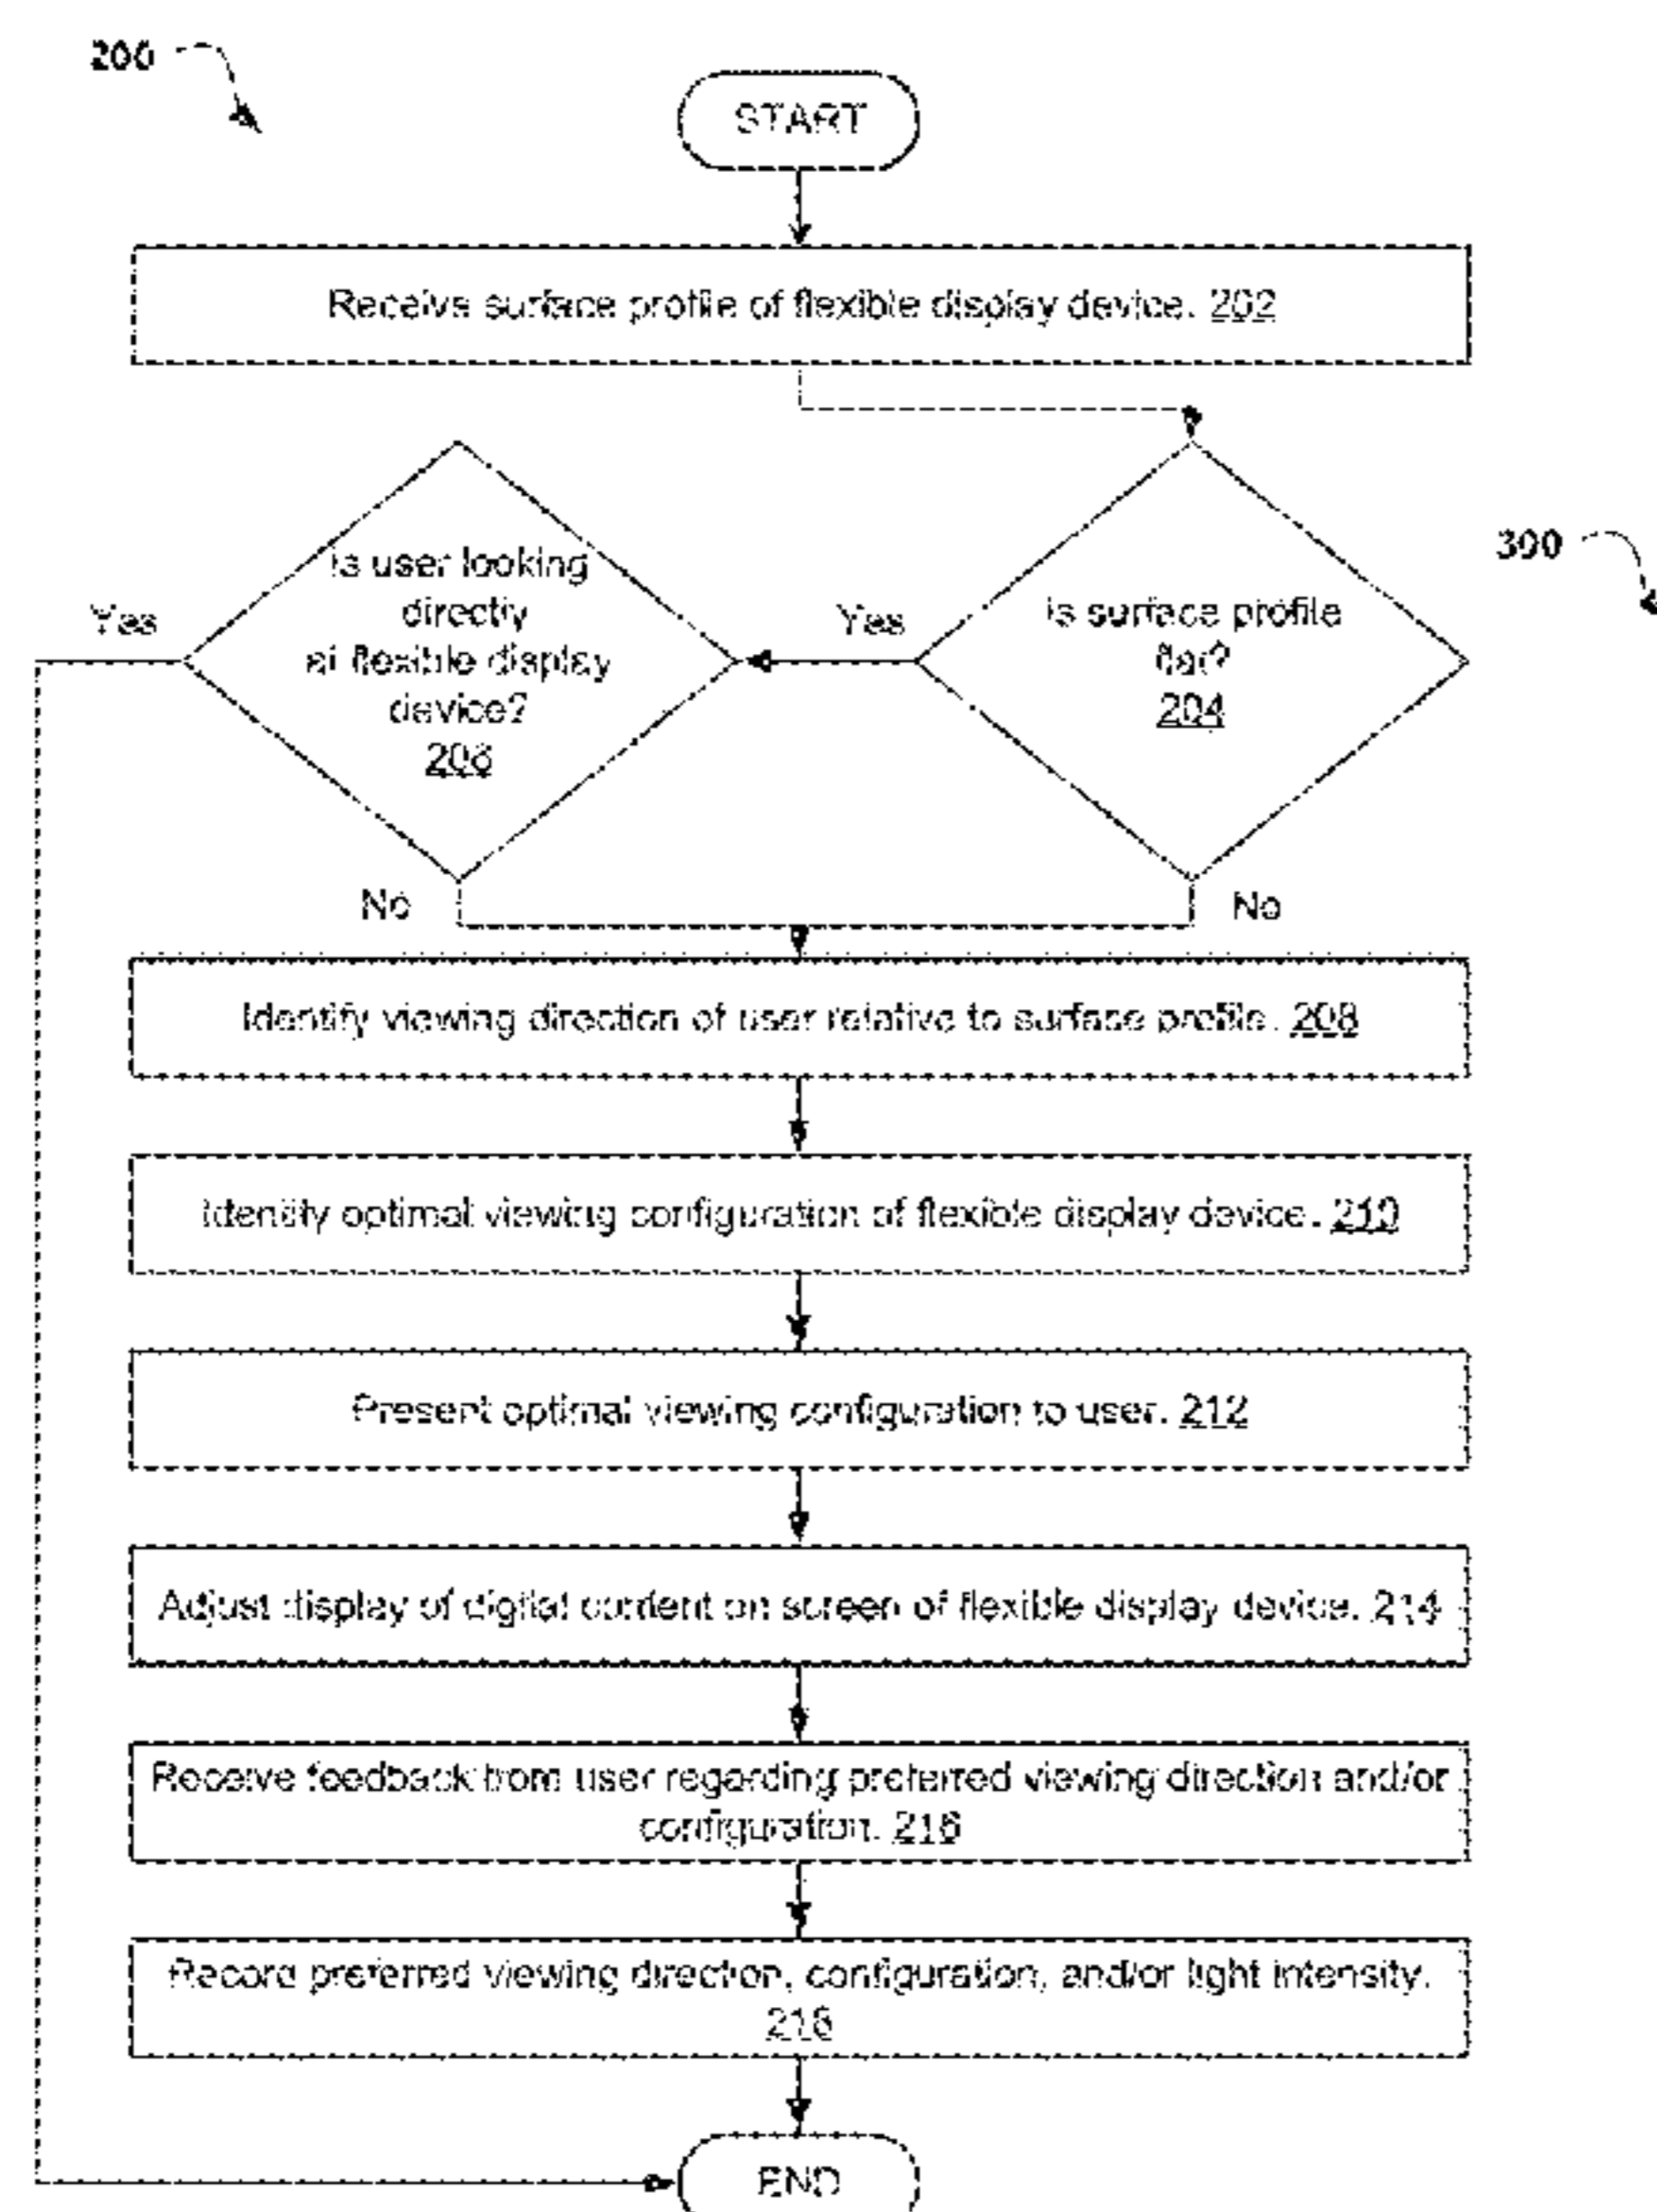 200
START
Receive surface profile of flexible display device. 202
Is user looking
directly
at flexible display
device?
206
Yes
Yes
Is surface profile
flat?
204
300
No
No
Identify viewing direction of user relative to surface profile. 208
Identify optimal viewing configuration of flexible display device. 210
Present optimal viewing configuration to user. 212
Adjust display of digital content on screen of flexible display device. 214
Receive feedback from user regarding preferred viewing direction and/or
configuration. 216
Record preferred viewing direction, configuration, and/or light intensity.
218
END